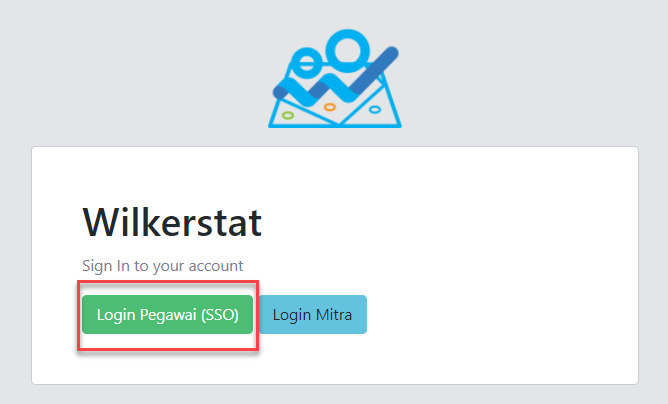 Wilkerstat
Sign In to your account
Login Pegawai (SSO) Login Mitra